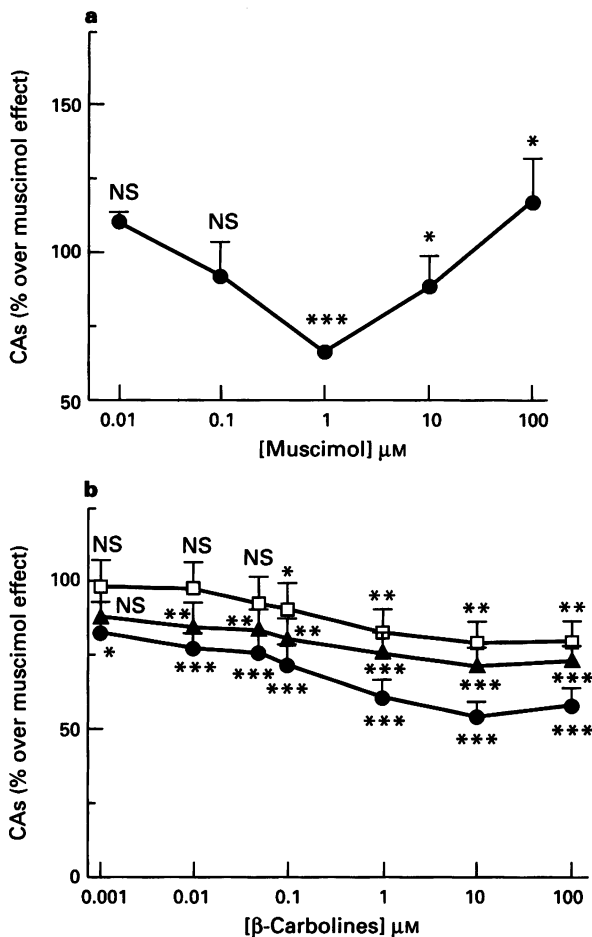 a
CAs (% over muscimol effect)
150
100
50
NS
NS
***
*
*
0.01 0.1 1 10 100
[Muscimol] μM
b
CAs (% over muscimol effect)
100
50
0
NS NS NS * ** ** **
NS ** ** ** *** *** ***
* *** *** *** *** *** ***
0.001 0.01 0.1 1 10 100
[β-Carbolines] μM